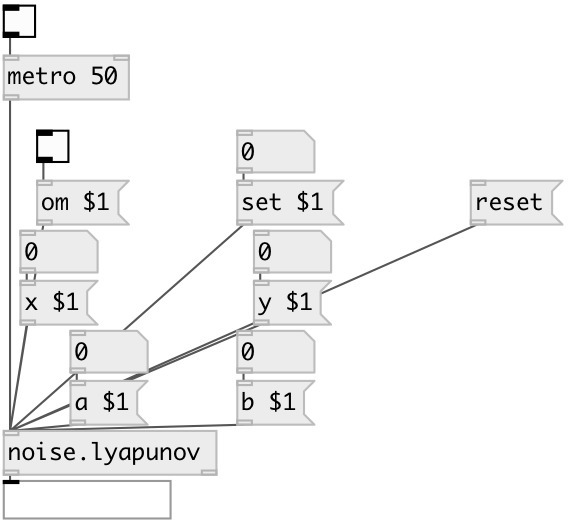 metro 50
0
om $1
set $1
reset
0
0
x $1
y $1
0
0
a $1
b $1
noise.lyapunov